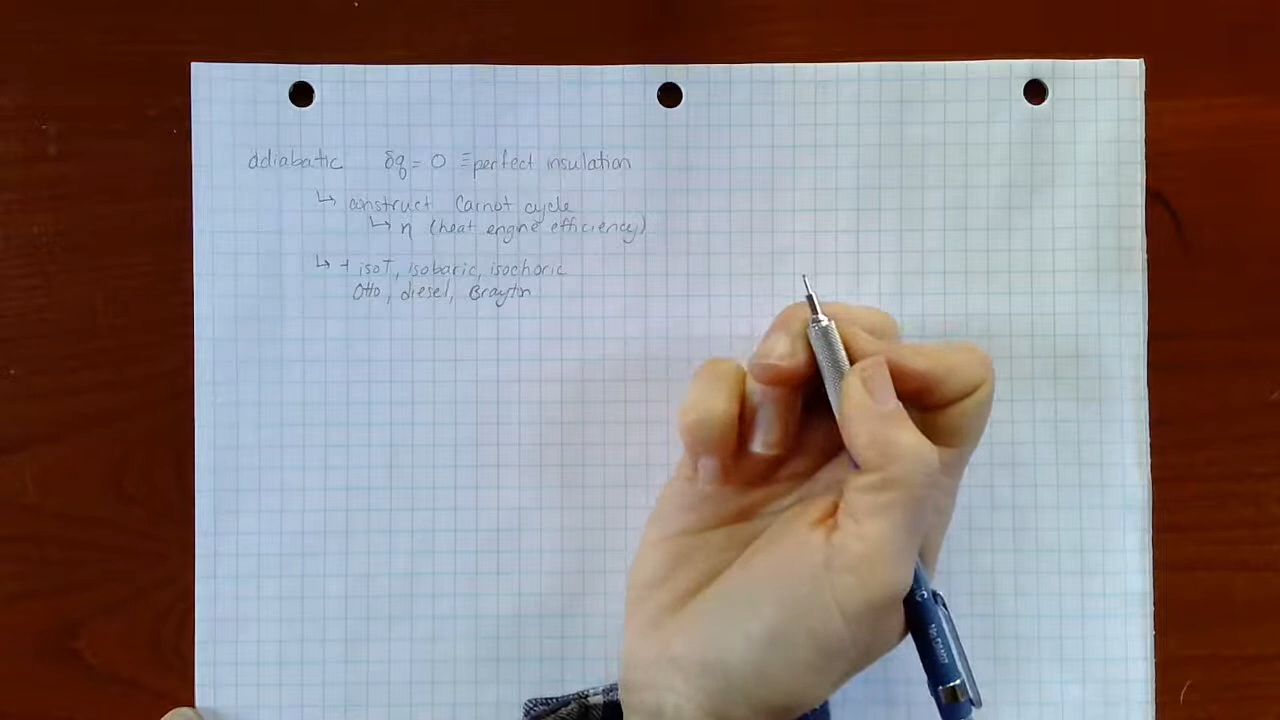 adiabatic δq = 0 ≡ perfect insulation
↳ construct Carnot cycle
↳ η (heat engine efficiency)
↳ + isoT, isobaric, isochoric
Otto, diesel, Brayton